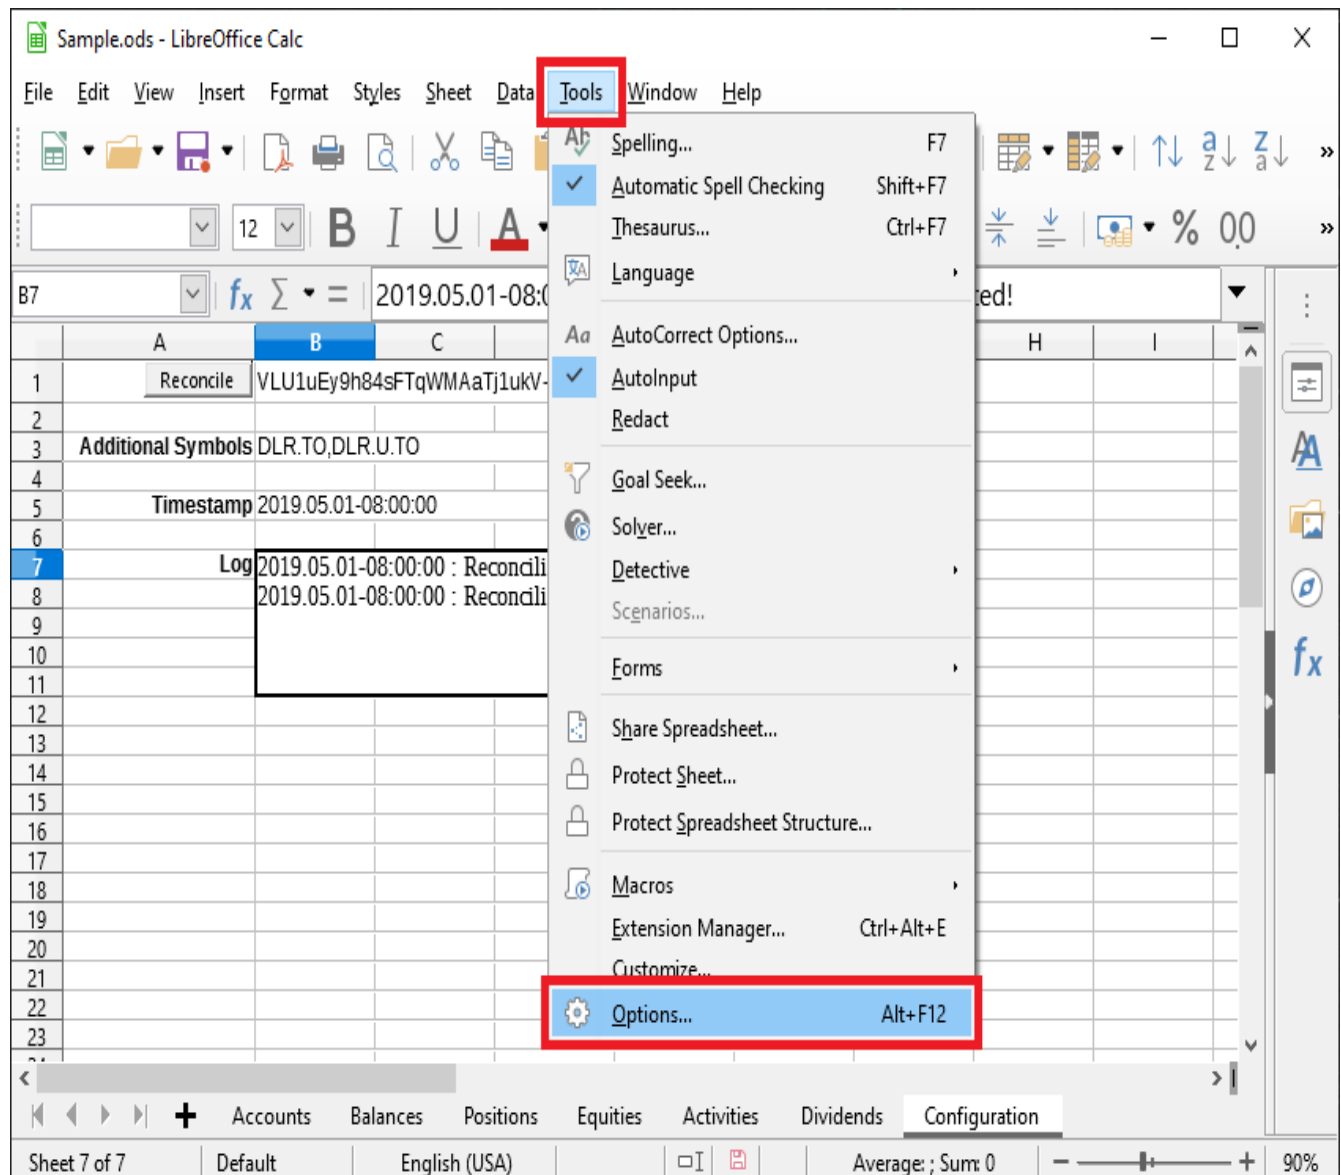 Sample.ods - LibreOffice Calc
File Edit View Insert Format Styles Sheet Data Tools Window Help
12 B I U A % 00
B7 fx Σ = 2019.05.01-08:0 ted!
A B C H I
Spelling... F7
Automatic Spell Checking Shift+F7
Thesaurus... Ctrl+F7
Language
AutoCorrect Options...
AutoInput
Redact
Goal Seek...
Solver...
Detective
Scenarios...
Forms
Share Spreadsheet...
Protect Sheet...
Protect Spreadsheet Structure...
Macros
Extension Manager... Ctrl+Alt+E
Customize...
Options... Alt+F12
1 Reconcile VLU1uEy9h84sFTqWMAaTj1ukV-
2
3 Additional Symbols DLR.TO,DLR.U.TO
4
5 Timestamp 2019.05.01-08:00:00
6
7 Log 2019.05.01-08:00:00 : Reconcili
8 2019.05.01-08:00:00 : Reconcili
9
10
11
12
13
14
15
16
17
18
19
20
21
22
23
Accounts Balances Positions Equities Activities Dividends Configuration
Sheet 7 of 7 Default English (USA) Average: ; Sum: 0 90%